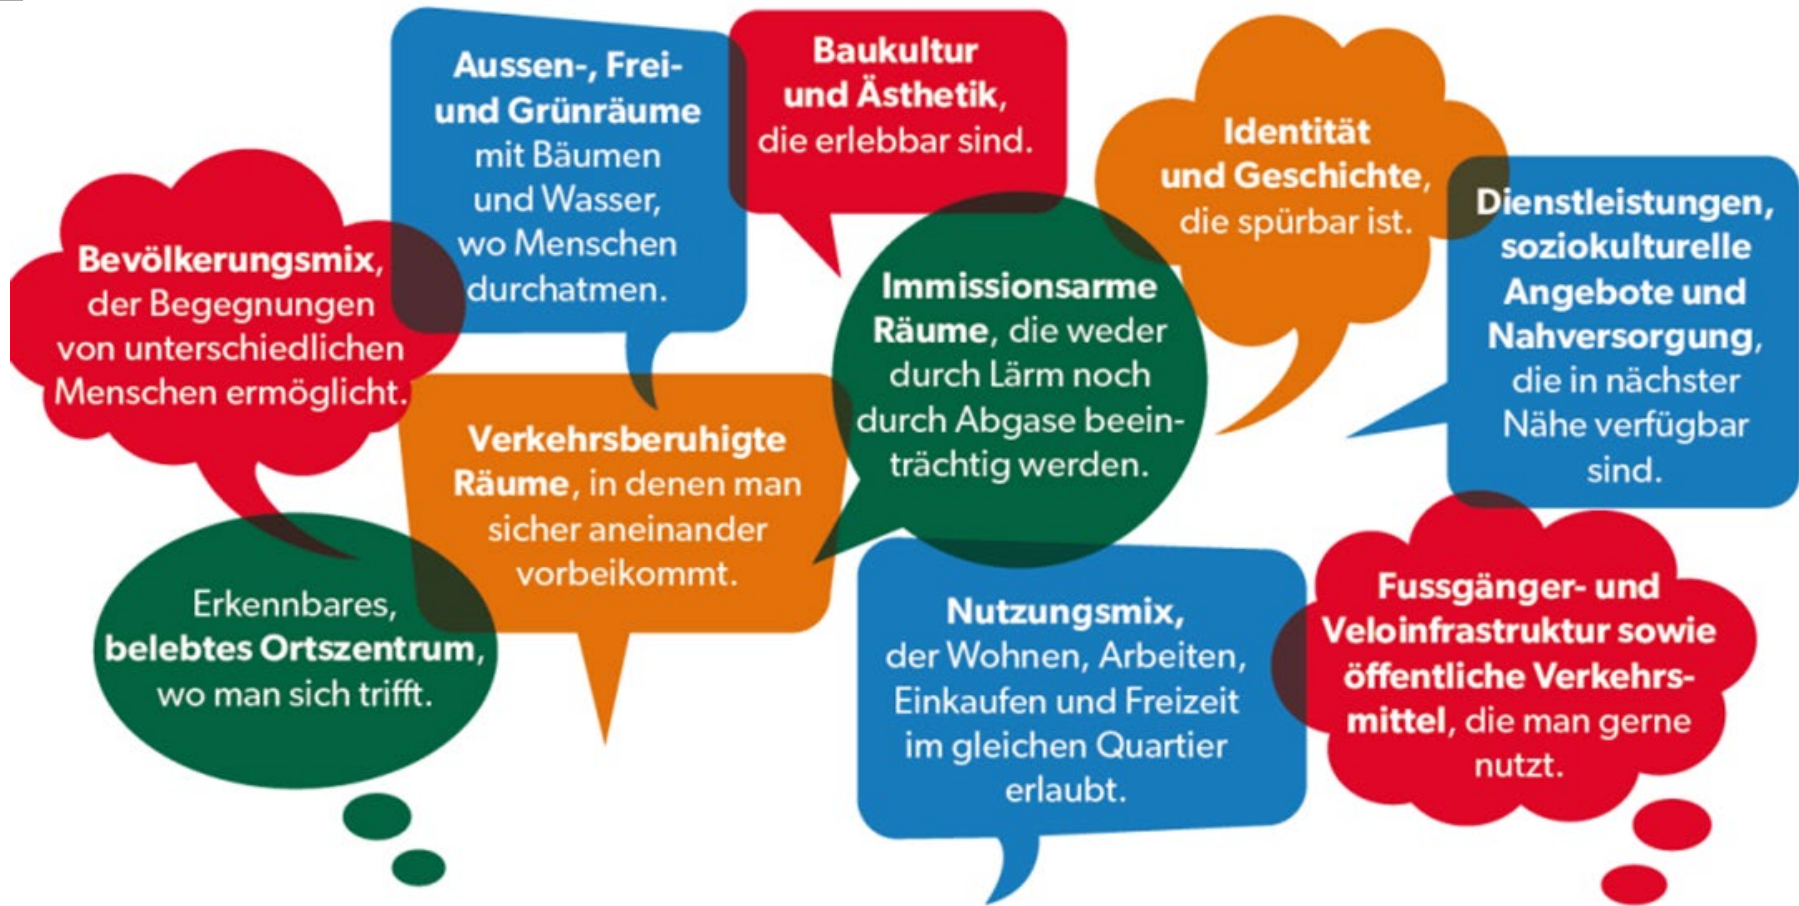 Aussen-, Frei-
und Grünräume
mit Bäumen
und Wasser,
wo Menschen
durchatmen.
Baukultur
und Ästhetik,
die erlebbar sind.
Identität
und Geschichte,
die spürbar ist.
Dienstleistungen,
soziokulturelle
Angebote und
Nahversorgung,
die in nächster
Nähe verfügbar
sind.
Bevölkerungsmix,
der Begegnungen
von unterschiedlichen
Menschen ermöglicht.
Immissionsarme
Räume, die weder
durch Lärm noch
durch Abgase beein-
trächtig werden.
Verkehrsberuhigte
Räume, in denen man
sicher aneinander
vorbeikommt.
Erkennbares,
belebtes Ortszentrum,
wo man sich trifft.
Nutzungsmix,
der Wohnen, Arbeiten,
Einkaufen und Freizeit
im gleichen Quartier
erlaubt.
Fussgänger- und
Veloinfrastruktur sowie
öffentliche Verkehrs-
mittel, die man gerne
nutzt.